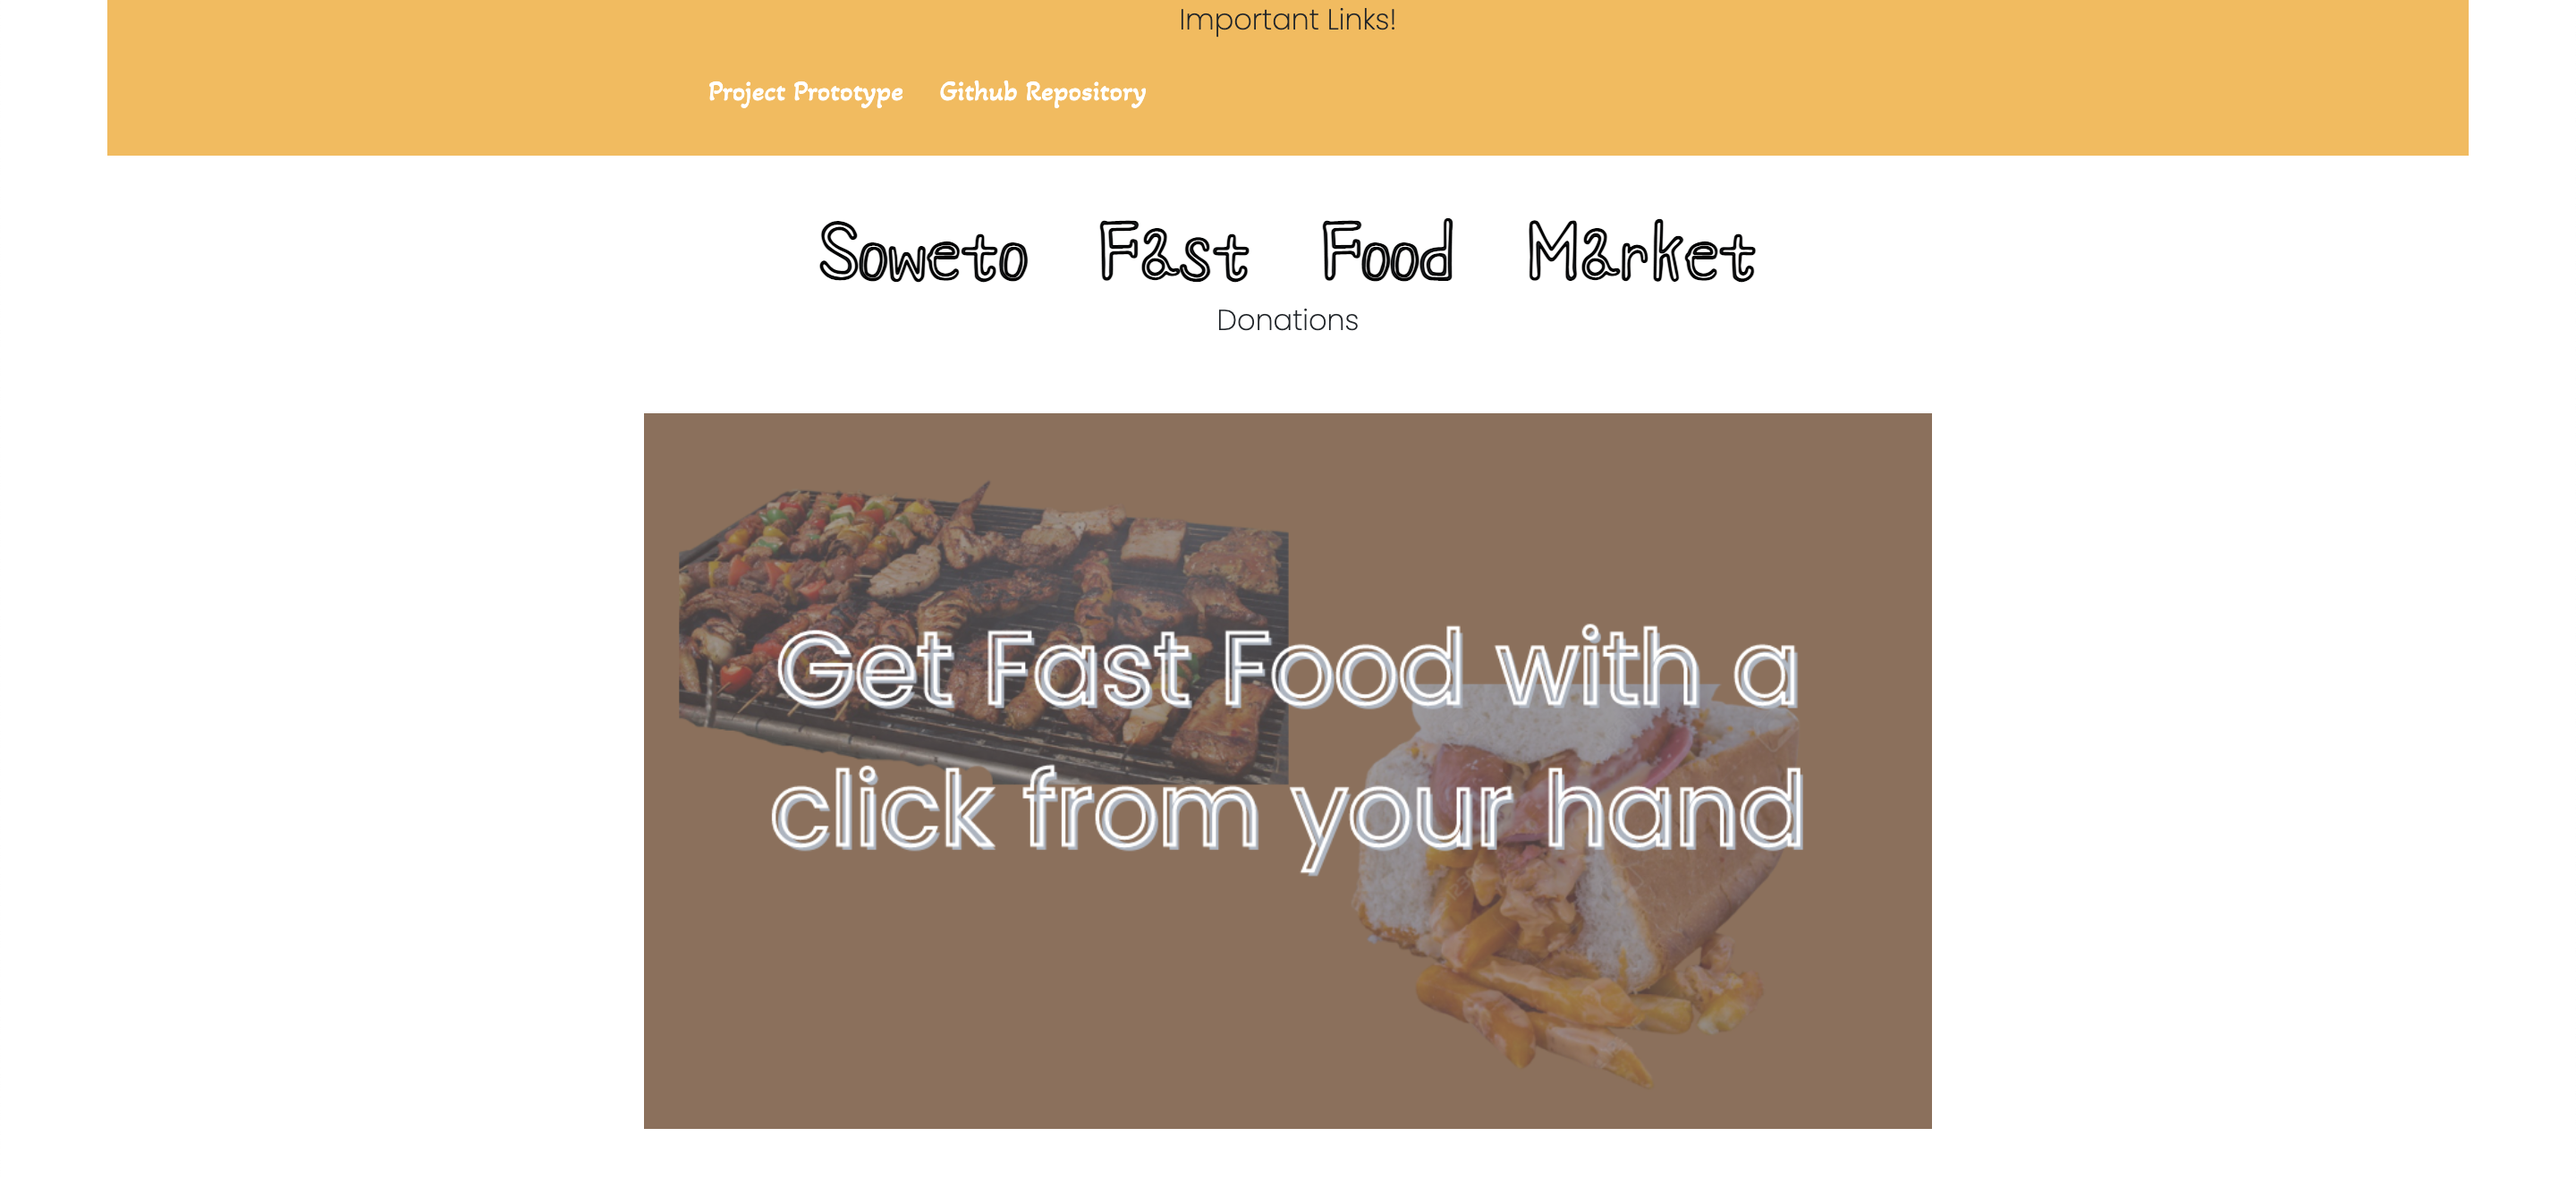 Important Links!
Project Prototype Github Repository
Soweto Fast Food Market
Donations
Get Fast Food with a
click from your hand